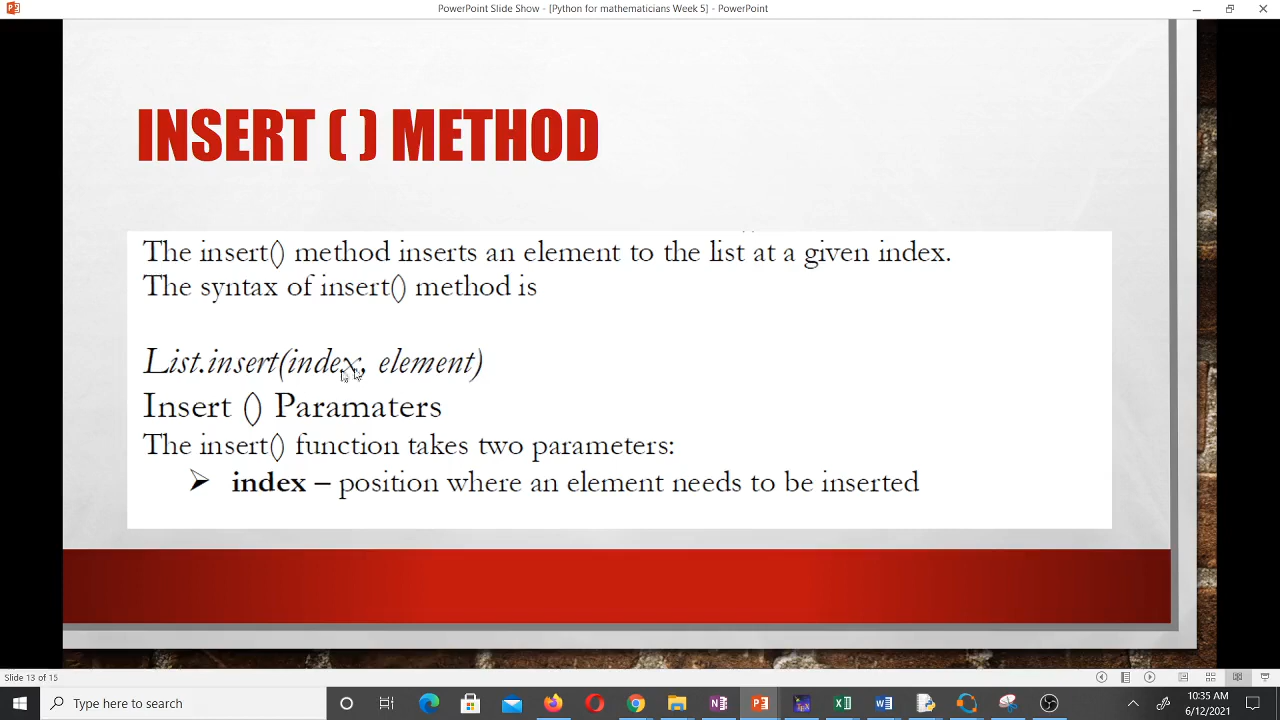 PowerPoint Slide Show - [Python for mathematicians Week 5] - PowerPoint
INSERT ( ) METHOD
The insert() method inserts an element to the list at a given index.
The syntax of insert() method is
List.insert(index, element)
Insert () Paramaters
The insert() function takes two parameters:
➢ index – position where an element needs to be inserted
Slide 13 of 15
Type here to search
10:35 AM
6/12/2021